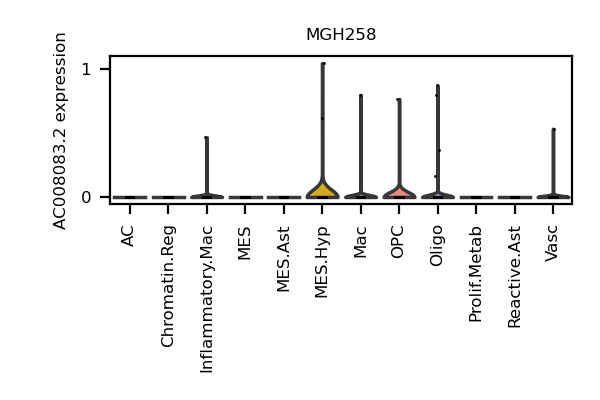 MGH258
AC008083.2 expression
1
0
AC
Chromatin.Reg
Inflammatory.Mac
MES
MES.Ast
MES.Hyp
Mac
OPC
Oligo
Prolif.Metab
Reactive.Ast
Vasc